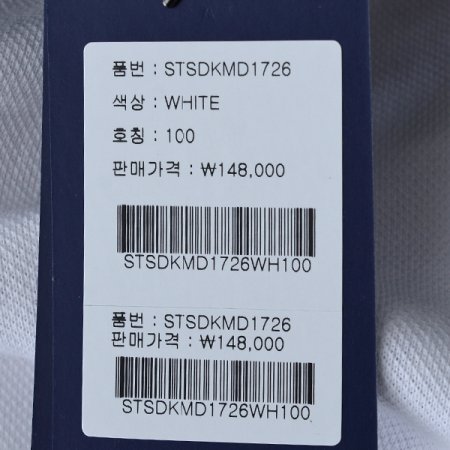 품번 : STSDKMD1726
색상 : WHITE
호칭 : 100
판매가격 : ₩148,000
STSDKMD1726WH100
품번 : STSDKMD1726
판매가격 : ₩148,000
STSDKMD1726WH100